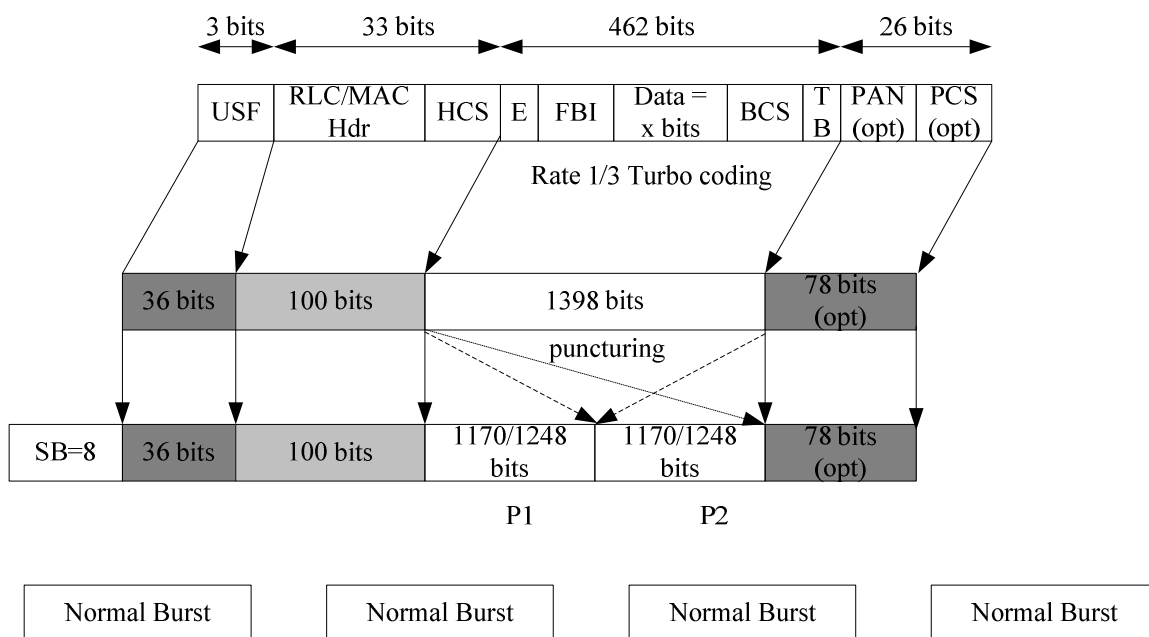 3 bits 33 bits 462 bits 26 bits
USF RLC/MAC Hdr HCS E FBI Data = x bits BCS T B PAN (opt) PCS (opt)
Rate 1/3 Turbo coding
36 bits 100 bits 1398 bits 78 bits (opt)
puncturing
SB=8 36 bits 100 bits 1170/1248 bits 1170/1248 bits 78 bits (opt)
P1 P2
Normal Burst Normal Burst Normal Burst Normal Burst